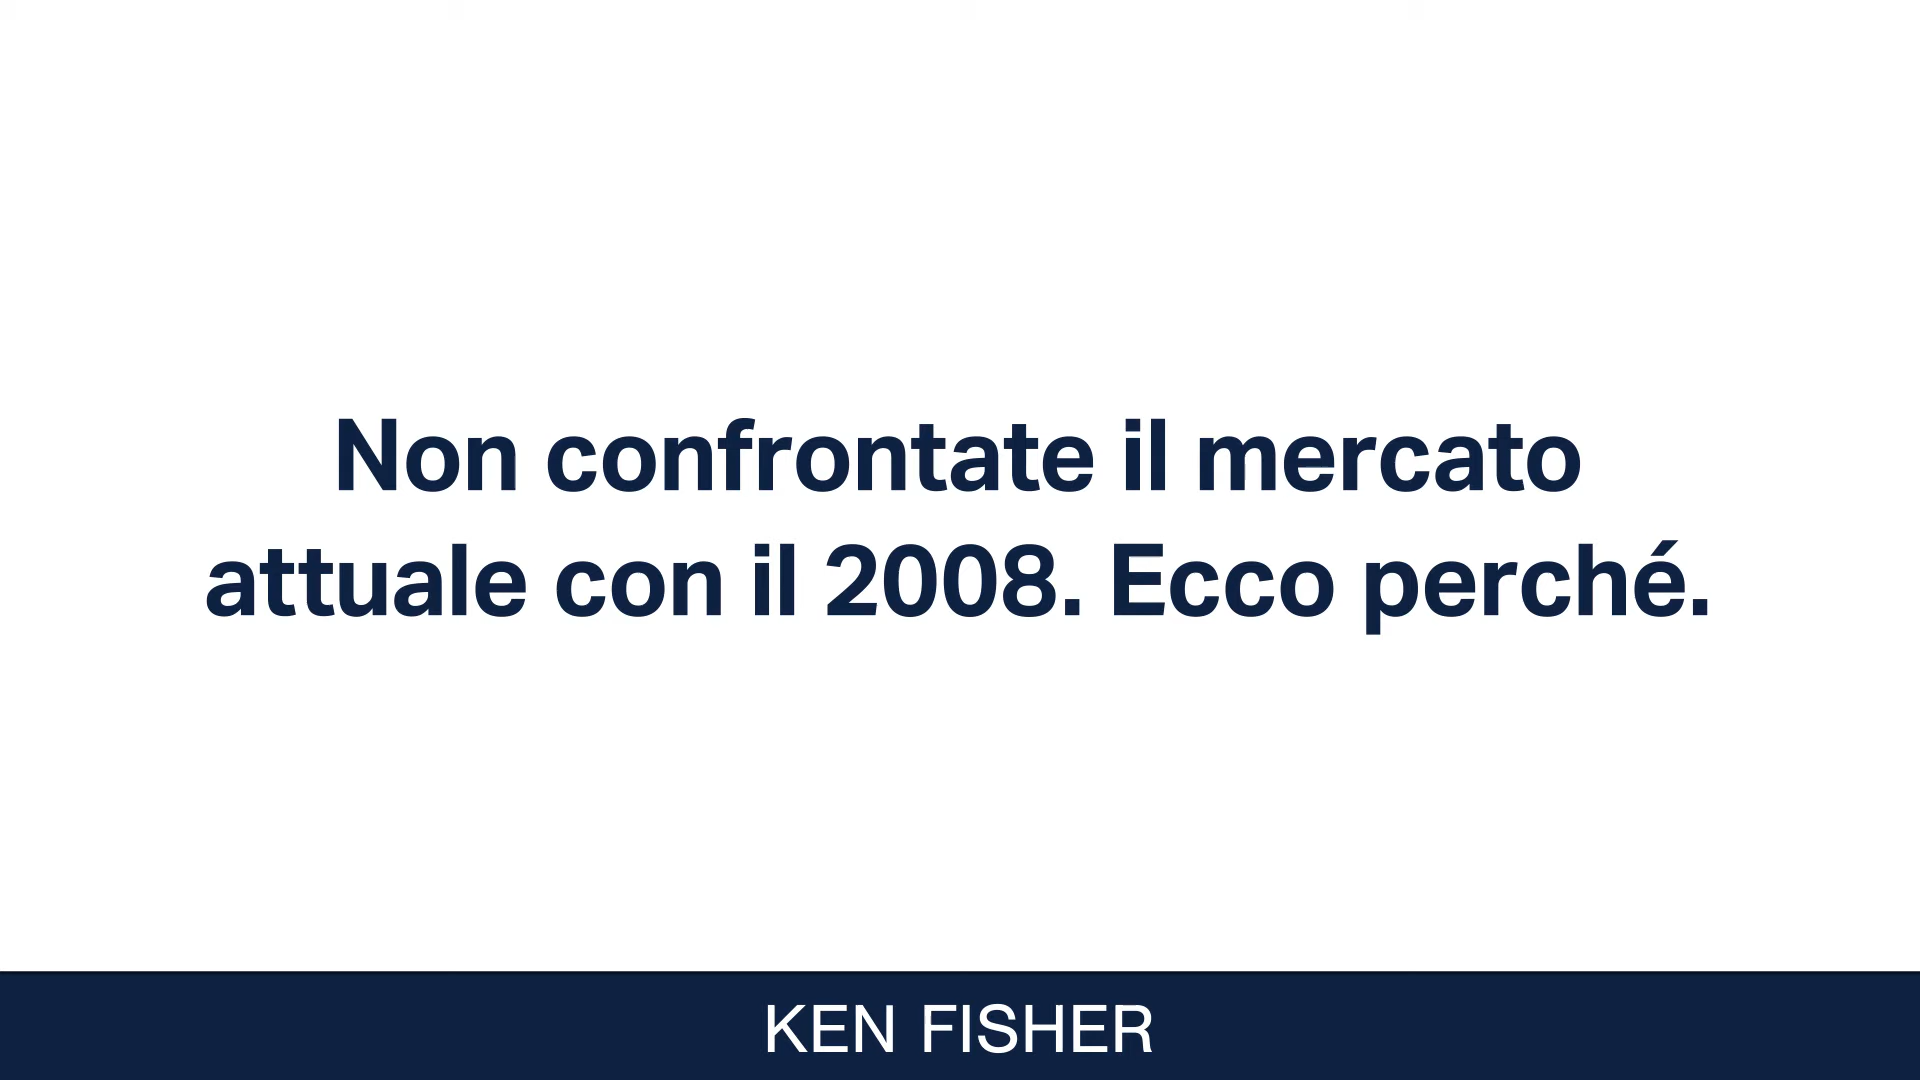 Non confrontate il mercato
attuale con il 2008. Ecco perché.
KEN FISHER